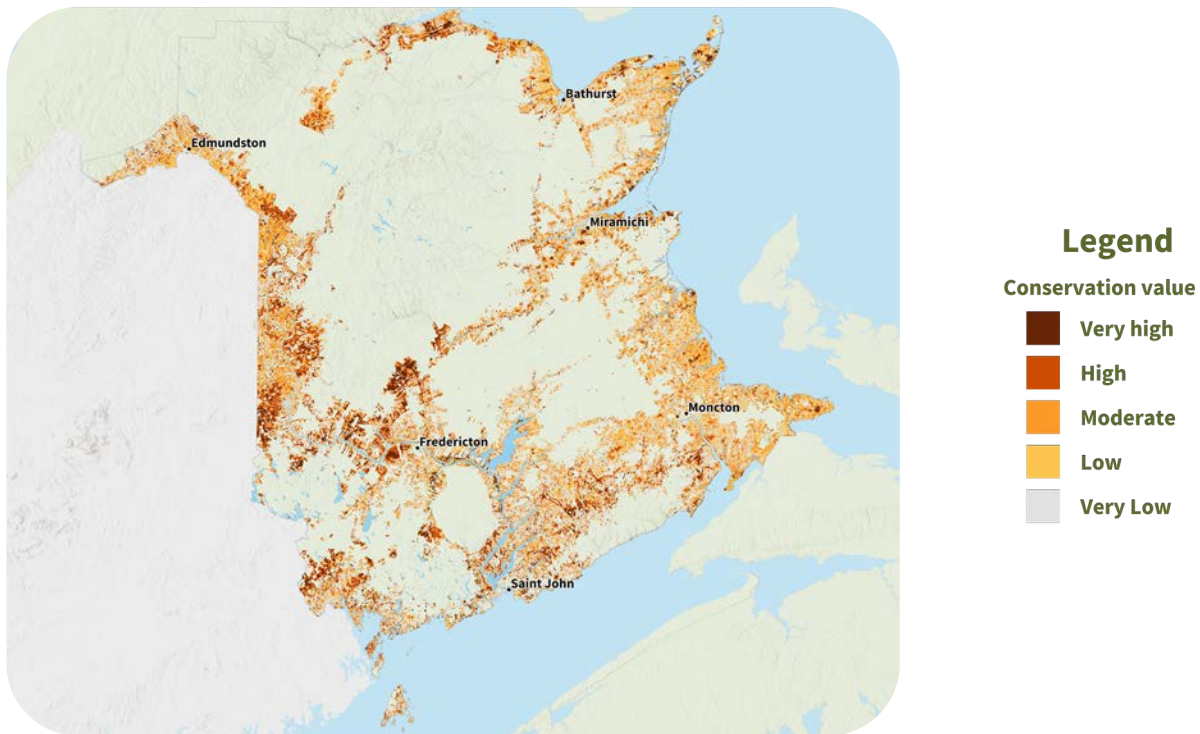 Bathurst
Edmundston
Miramichi
Moncton
Fredericton
Saint John
Legend
Conservation value
Very high
High
Moderate
Low
Very Low